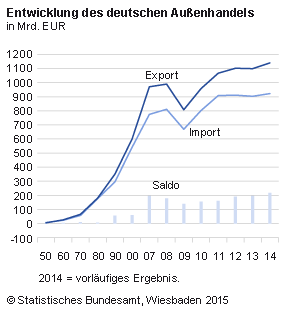 Entwicklung des deutschen Außenhandels
in Mrd. EUR
1200
1100
1000
900
800
700
600
500
400
300
200
100
0
-100
Export
Import
Saldo
50 60 70 80 90 00 07 08 09 10 11 12 13 14
2014 = vorläufiges Ergebnis.
© Statistisches Bundesamt, Wiesbaden 2015